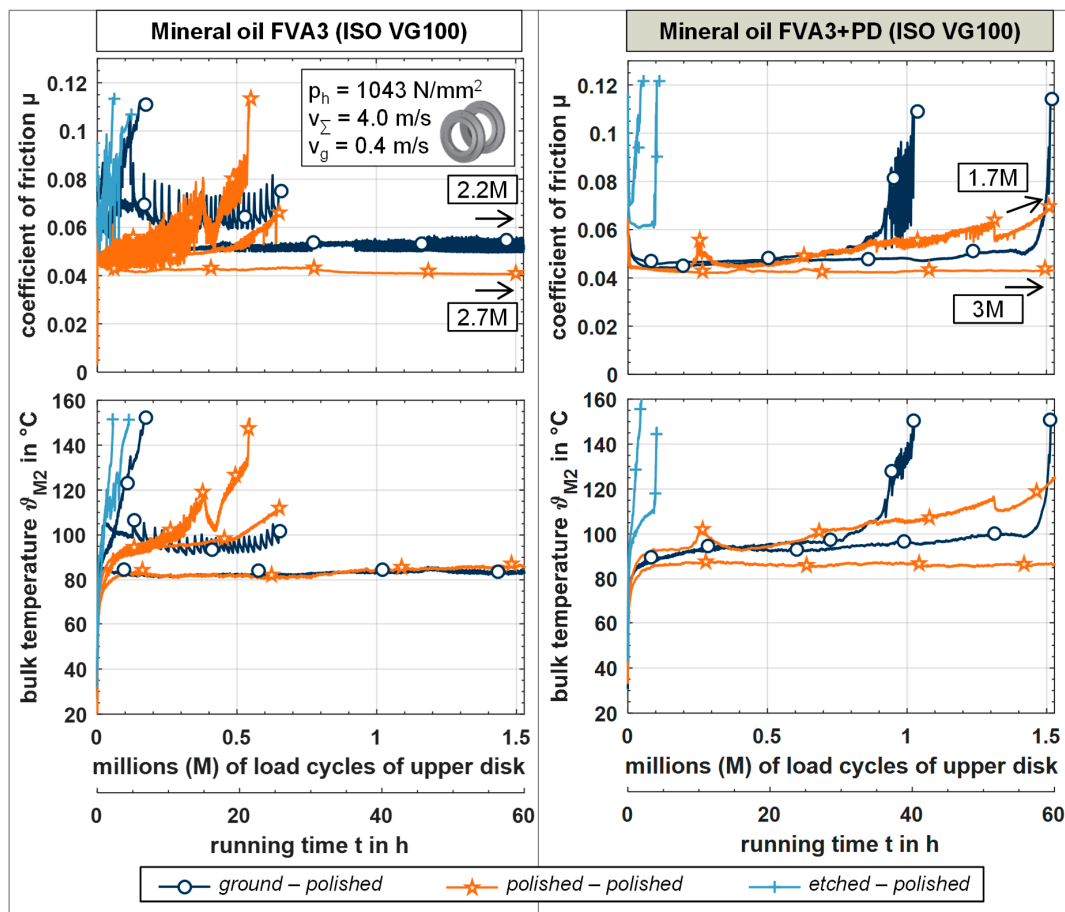 Mineral oil FVA3 (ISO VG100)
Mineral oil FVA3+PD (ISO VG100)
coefficient of friction μ
0.12
0.1
0.08
0.06
0.04
0.02
0
p_h = 1043 N/mm²
v_Σ = 4.0 m/s
v_g = 0.4 m/s
2.2M
2.7M
coefficient of friction μ
0.12
0.1
0.08
0.06
0.04
0.02
0
1.7M
3M
bulk temperature ϑ_M2 in °C
160
140
120
100
80
60
40
20
0
0.5
1
1.5
millions (M) of load cycles of upper disk
0
20
40
60
running time t in h
bulk temperature ϑ_M2 in °C
160
140
120
100
80
60
40
20
0
0.5
1
1.5
millions (M) of load cycles of upper disk
0
20
40
60
running time t in h
ground – polished
polished – polished
etched – polished